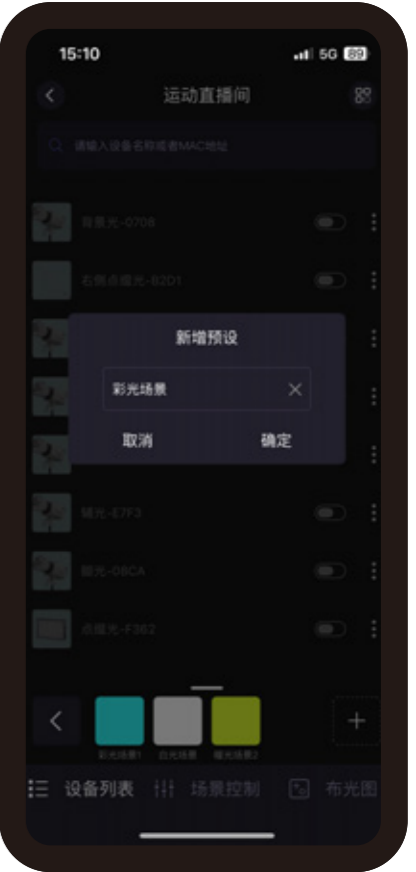 15:10
5G 89
运动直播间
请输入设备名称或者MAC地址
背景光-0708
右侧点缀光-B2D1
新增预设
彩光场景
取消 确定
辅光-E7F3
顶光-08CA
点缀光-F362
彩光场景1 白光场景 暖光场景2
设备列表 场景控制 布光图